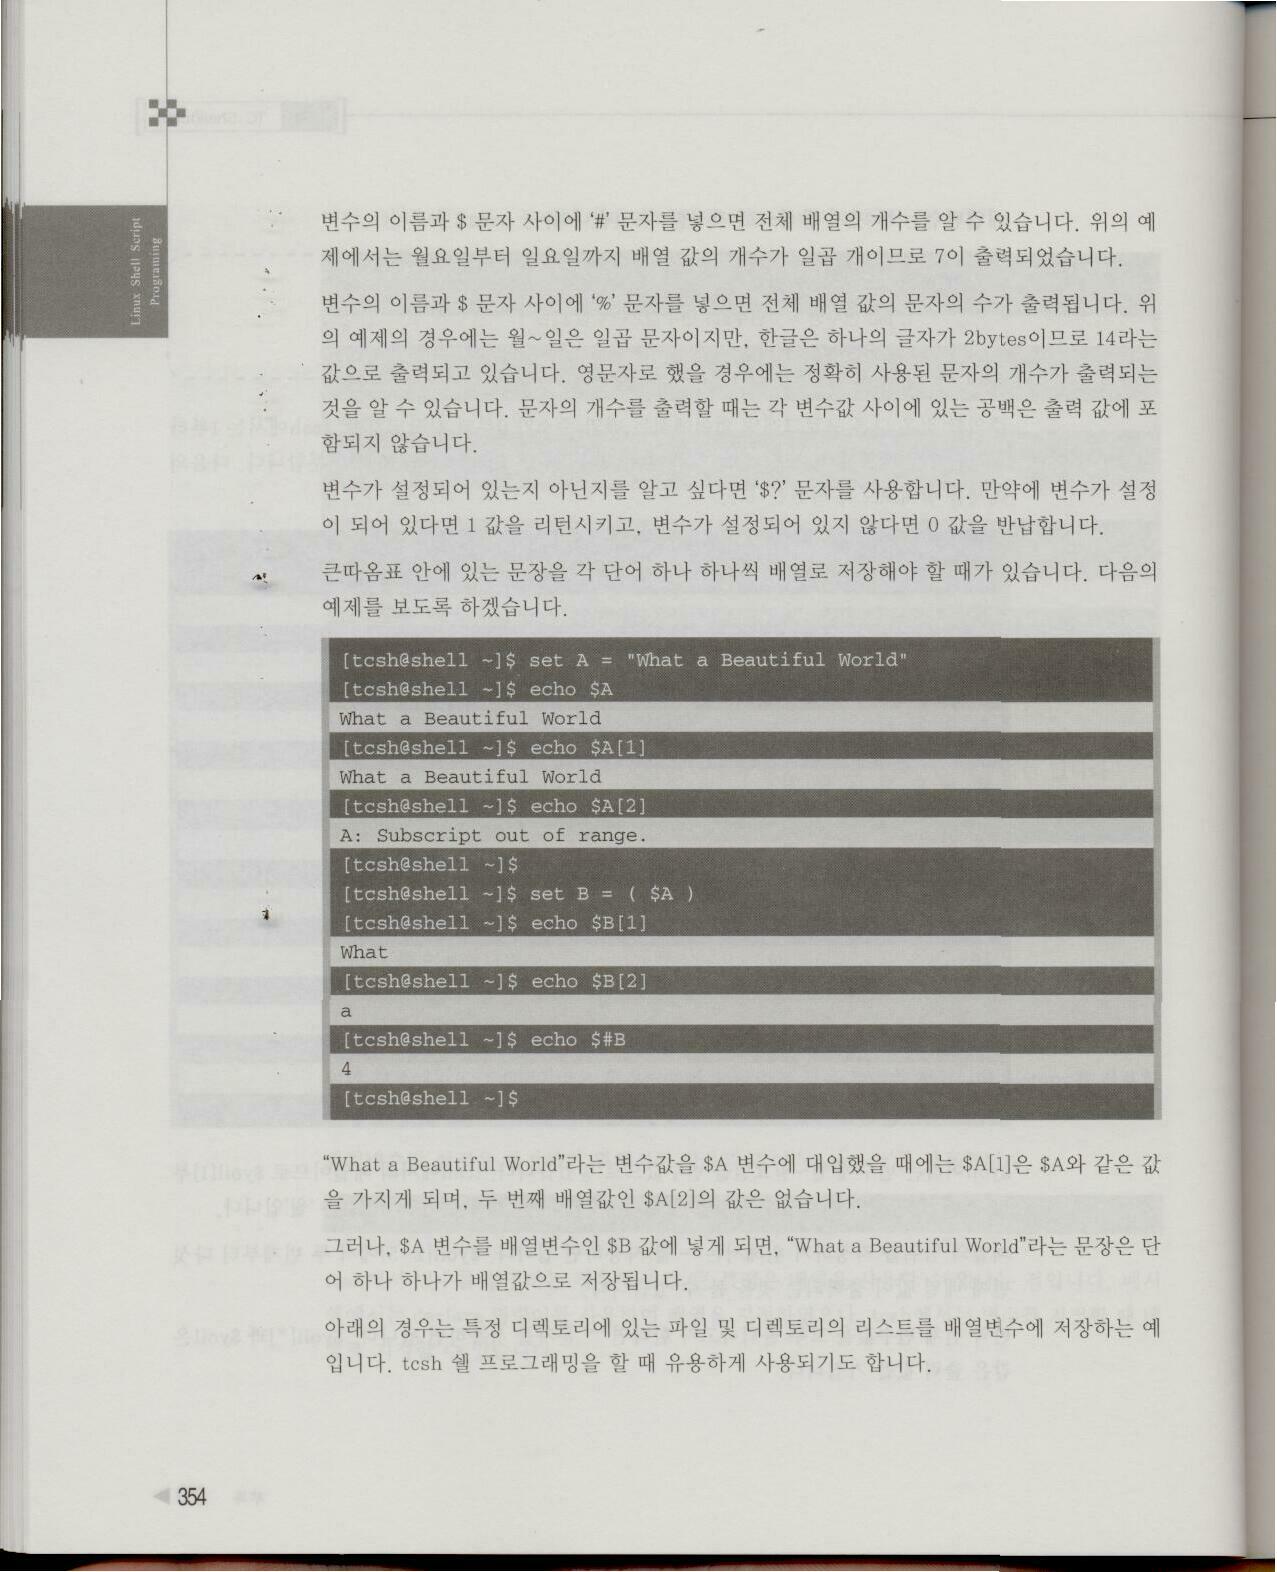 Linux Shell Script
Programing
변수의 이름과 $ 문자 사이에 ‘#’ 문자를 넣으면 전체 배열의 개수를 알 수 있습니다. 위의 예
제에서는 월요일부터 일요일까지 배열 값의 개수가 일곱 개이므로 7이 출력되었습니다.
변수의 이름과 $ 문자 사이에 ‘%’ 문자를 넣으면 전체 배열 값의 문자의 수가 출력됩니다. 위
의 예제의 경우에는 월~일은 일곱 문자이지만, 한글은 하나의 글자가 2bytes이므로 14라는
값으로 출력되고 있습니다. 영문자로 했을 경우에는 정확히 사용된 문자의 개수가 출력되는
것을 알 수 있습니다. 문자의 개수를 출력할 때는 각 변수값 사이에 있는 공백은 출력 값에 포
함되지 않습니다.
변수가 설정되어 있는지 아닌지를 알고 싶다면 ‘$?’ 문자를 사용합니다. 만약에 변수가 설정
이 되어 있다면 1 값을 리턴시키고, 변수가 설정되어 있지 않다면 0 값을 반납합니다.
큰따옴표 안에 있는 문장을 각 단어 하나 하나씩 배열로 저장해야 할 때가 있습니다. 다음의
예제를 보도록 하겠습니다.
[tcsh@shell ~]$ set A = "What a Beautiful World"
[tcsh@shell ~]$ echo $A
What a Beautiful World
[tcsh@shell ~]$ echo $A[1]
What a Beautiful World
[tcsh@shell ~]$ echo $A[2]
A: Subscript out of range.
[tcsh@shell ~]$
[tcsh@shell ~]$ set B = ( $A )
[tcsh@shell ~]$ echo $B[1]
What
[tcsh@shell ~]$ echo $B[2]
a
[tcsh@shell ~]$ echo $#B
4
[tcsh@shell ~]$
“What a Beautiful World”라는 변수값을 $A 변수에 대입했을 때에는 $A[1]은 $A와 같은 값
을 가지게 되며, 두 번째 배열값인 $A[2]의 값은 없습니다.
그러나, $A 변수를 배열변수인 $B 값에 넣게 되면, “What a Beautiful World”라는 문장은 단
어 하나 하나가 배열값으로 저장됩니다.
아래의 경우는 특정 디렉토리에 있는 파일 및 디렉토리의 리스트를 배열변수에 저장하는 예
입니다. tcsh 쉘 프로그래밍을 할 때 유용하게 사용되기도 합니다.
354